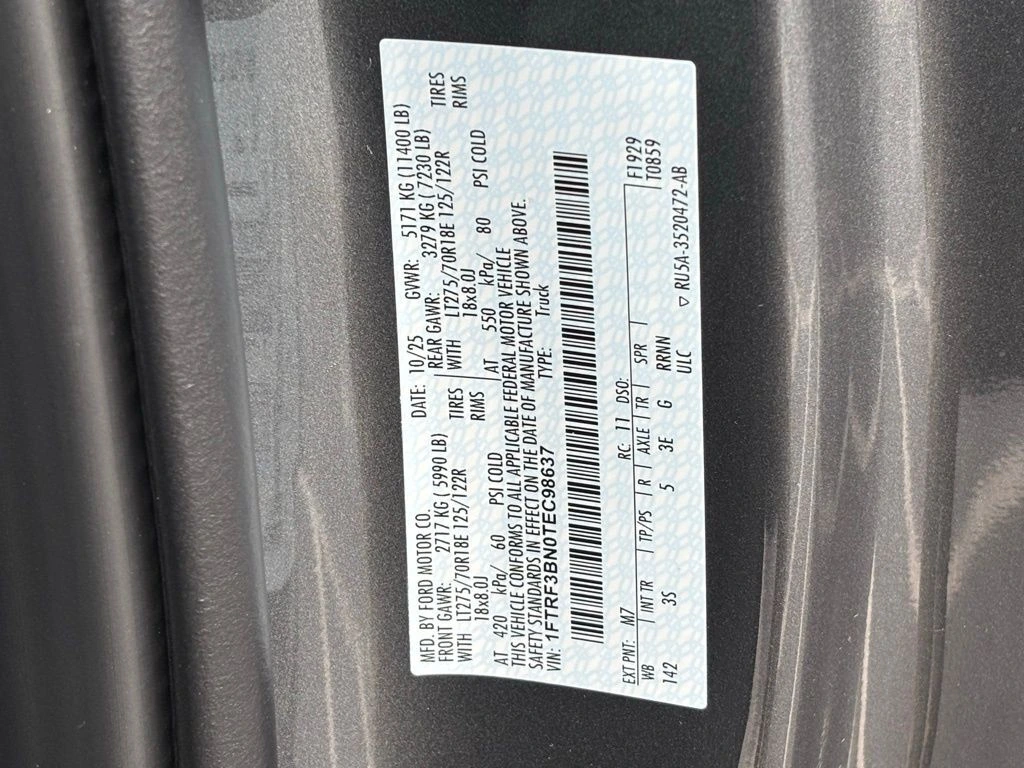 MFD. BY FORD MOTOR CO. DATE: 10/25 GVWR: 5171 KG (11400 LB)
FRONT GAWR: 2717 KG ( 5990 LB) REAR GAWR: 3279 KG ( 7230 LB)
WITH LT275/70R18E 125/122R TIRES WITH LT275/70R18E 125/122R TIRES
18x8.0J RIMS 18x8.0J RIMS
AT 420 kPa/ 60 PSI COLD AT 550 kPa/ 80 PSI COLD
THIS VEHICLE CONFORMS TO ALL APPLICABLE FEDERAL MOTOR VEHICLE
SAFETY STANDARDS IN EFFECT ON THE DATE OF MANUFACTURE SHOWN ABOVE.
VIN: 1FTRF3BN0TEC98637 TYPE: Truck
EXT PNT: M7 RC: 11 DSO: F1929
WB INT TR TP/PS R AXLE TR SPR T0859
142 3S 5 3E G RRNN
ULC ▽ RU5A-3520472-AB